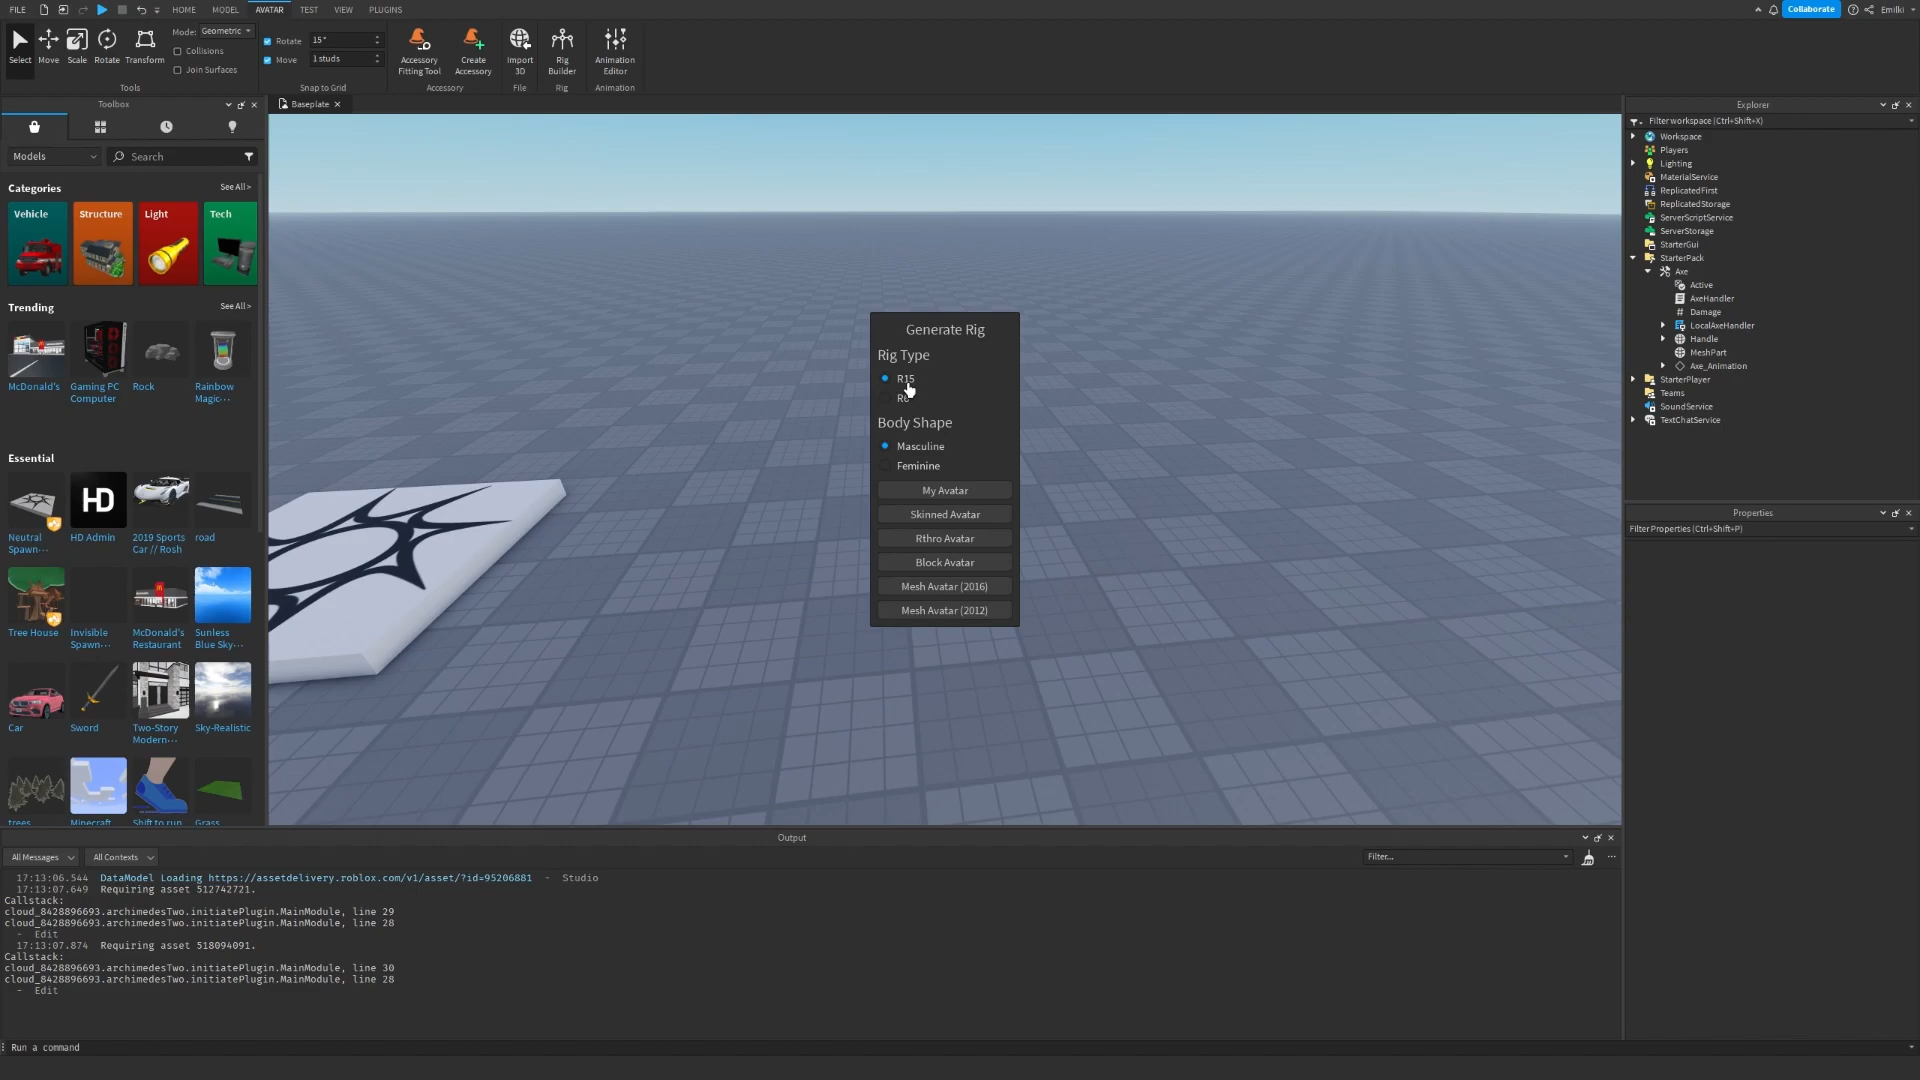 FILE
HOME
MODEL
AVATAR
TEST
VIEW
PLUGINS
Collaborate
Emilki
Select
Move
Scale
Rotate
Transform
Mode:
Geometric
Collisions
Join Surfaces
Tools
Rotate
15°
Move
1 studs
Snap to Grid
Accessory
Fitting Tool
Create
Accessory
Accessory
Import
3D
File
Rig
Builder
Rig
Animation
Editor
Animation
Toolbox
Models
Search
Categories
See All >
Vehicle
Structure
Light
Tech
Trending
See All >
McDonald's
Gaming PC
Computer
Rock
Rainbow
Magic...
Essential
Neutral
Spawn...
HD
HD Admin
2019 Sports
Car // Rosh
road
Tree House
Invisible
Spawn...
McDonald's
Restaurant
Sunless
Blue Sky...
Car
Sword
Two-Story
Modern...
Sky-Realistic
trees
Minecraft
Shift to run
Grass
Baseplate
Generate Rig
Rig Type
R15
R6
Body Shape
Masculine
Feminine
My Avatar
Skinned Avatar
Rthro Avatar
Block Avatar
Mesh Avatar (2016)
Mesh Avatar (2012)
Explorer
Filter workspace (Ctrl+Shift+X)
Workspace
Players
Lighting
MaterialService
ReplicatedFirst
ReplicatedStorage
ServerScriptService
ServerStorage
StarterGui
StarterPack
Axe
Active
AxeHandler
Damage
LocalAxeHandler
Handle
MeshPart
Axe_Animation
StarterPlayer
Teams
SoundService
TextChatService
Properties
Filter Properties (Ctrl+Shift+P)
Output
All Messages
All Contexts
Filter...
17:13:06.544 DataModel Loading https://assetdelivery.roblox.com/v1/asset/?id=95206881 - Studio
17:13:07.649 Requiring asset 512742721.
Callstack:
cloud_8428896693.archimedesTwo.initiatePlugin.MainModule, line 29
cloud_8428896693.archimedesTwo.initiatePlugin.MainModule, line 28
- Edit
17:13:07.874 Requiring asset 518094091.
Callstack:
cloud_8428896693.archimedesTwo.initiatePlugin.MainModule, line 30
cloud_8428896693.archimedesTwo.initiatePlugin.MainModule, line 28
- Edit
Run a command